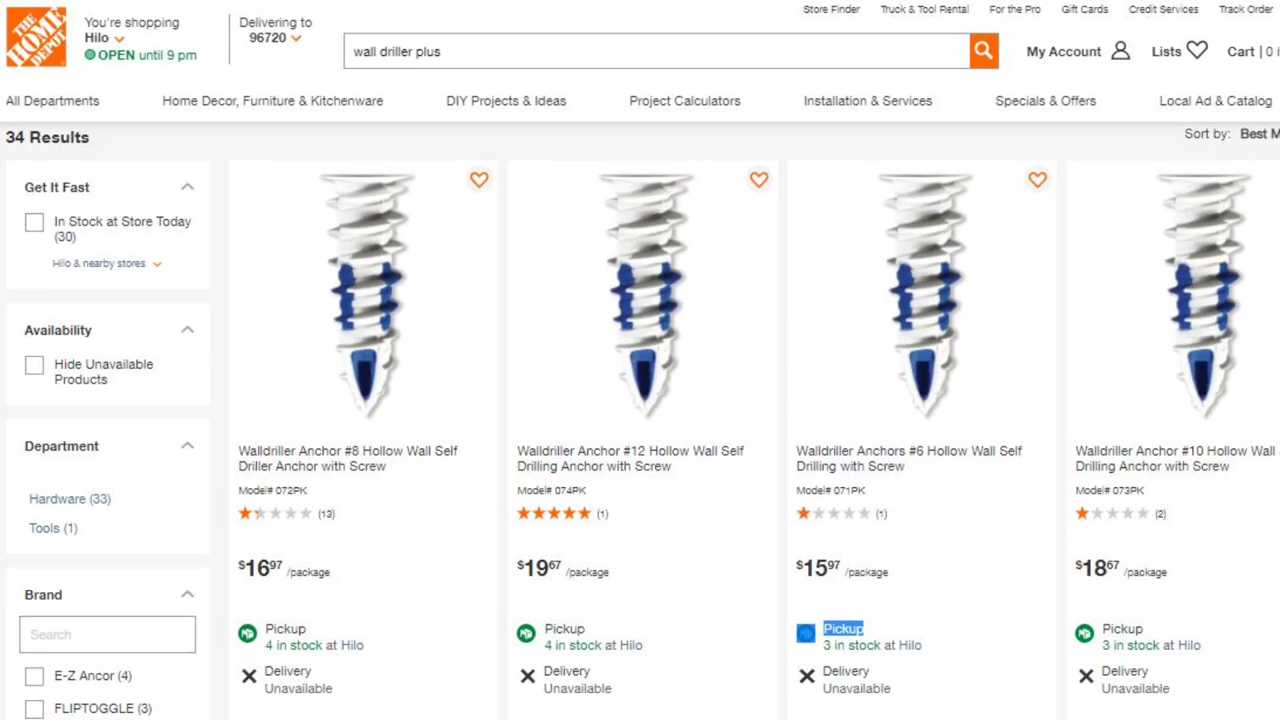 THE HOME DEPOT
You're shopping
Hilo
OPEN until 9 pm
Delivering to
96720
wall driller plus
Store Finder
Truck & Tool Rental
For the Pro
Gift Cards
Credit Services
Track Order
My Account
Lists
Cart | 0
All Departments
Home Decor, Furniture & Kitchenware
DIY Projects & Ideas
Project Calculators
Installation & Services
Specials & Offers
Local Ad & Catalog
34 Results
Sort by: Best M
Get It Fast
In Stock at Store Today
(30)
Hilo & nearby stores
Availability
Hide Unavailable
Products
Department
Hardware (33)
Tools (1)
Brand
Search
E-Z Ancor (4)
FLIPTOGGLE (3)
Walldriller Anchor #8 Hollow Wall Self
Driller Anchor with Screw
Model# 072PK
(13)
$16 97 /package
Pickup
4 in stock at Hilo
Delivery
Unavailable
Walldriller Anchor #12 Hollow Wall Self
Drilling Anchor with Screw
Model# 074PK
(1)
$19 67 /package
Pickup
4 in stock at Hilo
Delivery
Unavailable
Walldriller Anchors #6 Hollow Wall Self
Drilling with Screw
Model# 071PK
(1)
$15 97 /package
Pickup
3 in stock at Hilo
Delivery
Unavailable
Walldriller Anchor #10 Hollow Wall
Drilling Anchor with Screw
Model# 073PK
(2)
$18 67 /package
Pickup
3 in stock at Hilo
Delivery
Unavailable